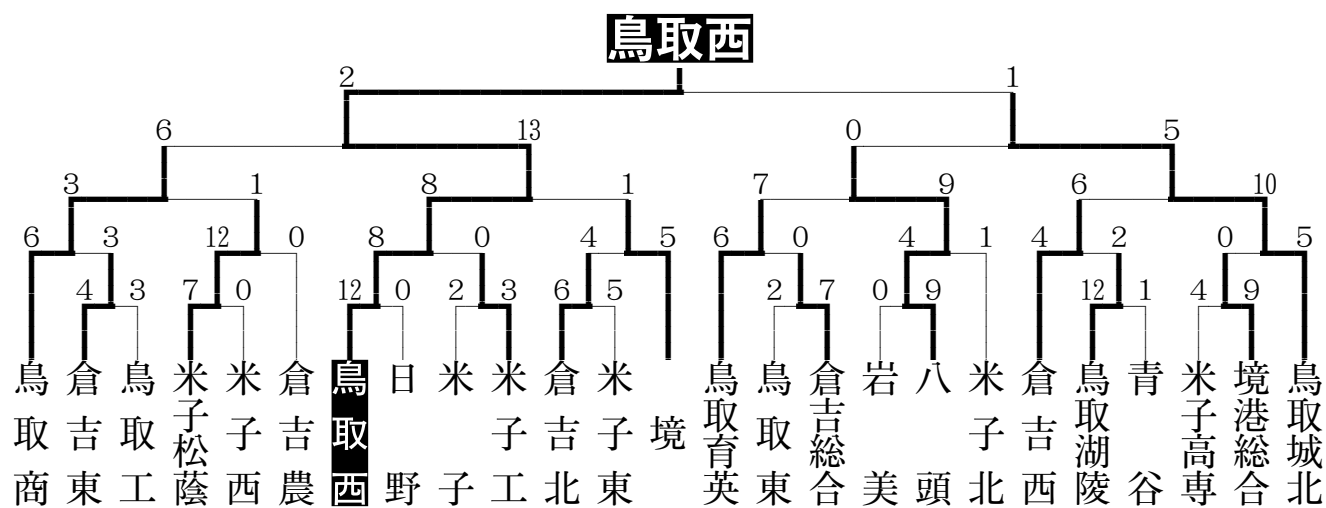 鳥取西
2 1
6 13 0 5
3 1 8 1 7 9 6 10
6 3 12 0 8 0 4 5 6 0 4 1 4 2 0 5
4 3 7 0 12 0 2 3 6 5 2 7 0 9 12 1 4 9
鳥取商
倉吉東
鳥取工
米子松蔭
米子西
倉吉農
鳥取西
日野
米子
米子工
倉吉北
米子東
境
鳥取育英
鳥取東
倉吉総合
岩美
八頭
米子北
倉吉西
鳥取湖陵
青谷
米子高専
境港総合
鳥取城北